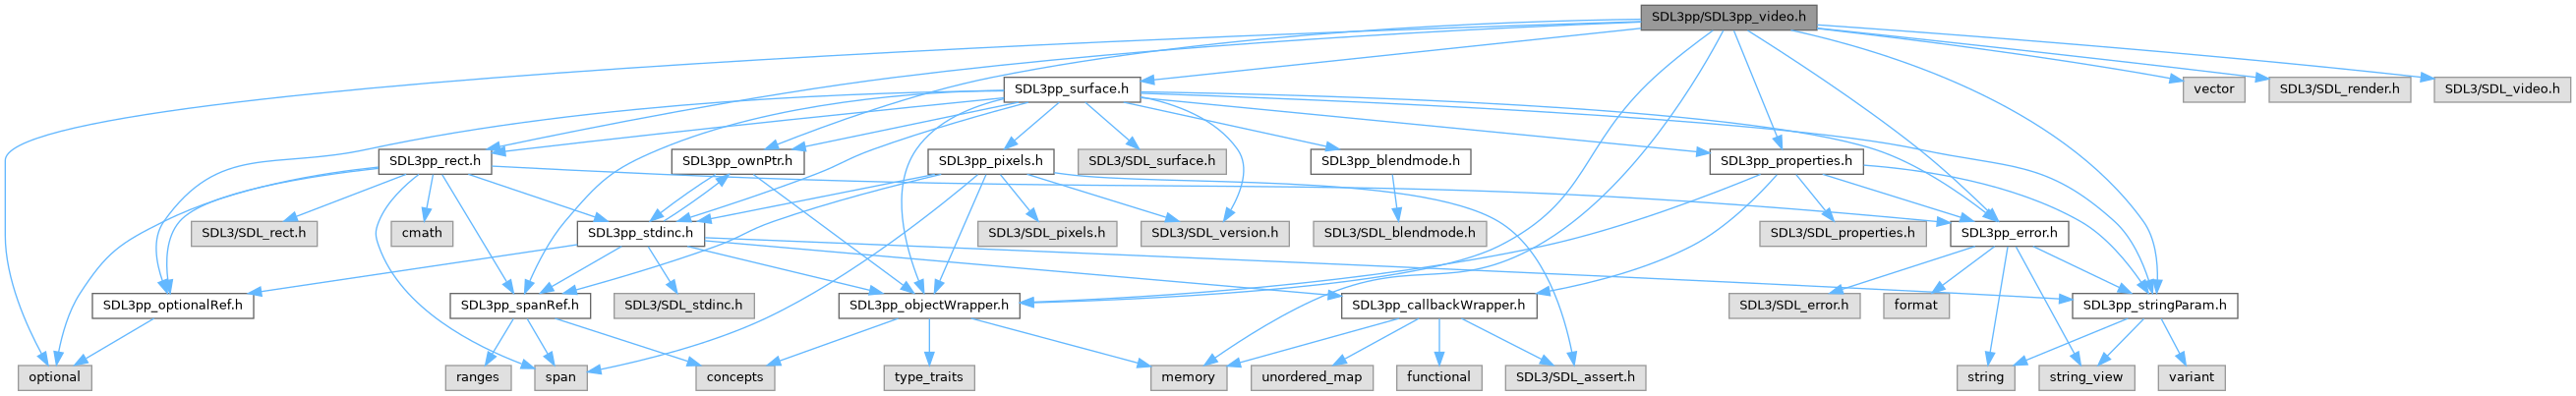 SDL3pp/SDL3pp_video.h
SDL3pp_surface.h
vector
SDL3/SDL_render.h
SDL3/SDL_video.h
SDL3pp_rect.h
SDL3pp_ownPtr.h
SDL3pp_pixels.h
SDL3/SDL_surface.h
SDL3pp_blendmode.h
SDL3pp_properties.h
SDL3/SDL_rect.h
cmath
SDL3pp_stdinc.h
SDL3/SDL_pixels.h
SDL3/SDL_version.h
SDL3/SDL_blendmode.h
SDL3/SDL_properties.h
SDL3pp_error.h
SDL3pp_optionalRef.h
SDL3pp_spanRef.h
SDL3/SDL_stdinc.h
SDL3pp_objectWrapper.h
SDL3pp_callbackWrapper.h
SDL3/SDL_error.h
format
SDL3pp_stringParam.h
optional
ranges
span
concepts
type_traits
memory
unordered_map
functional
SDL3/SDL_assert.h
string
string_view
variant